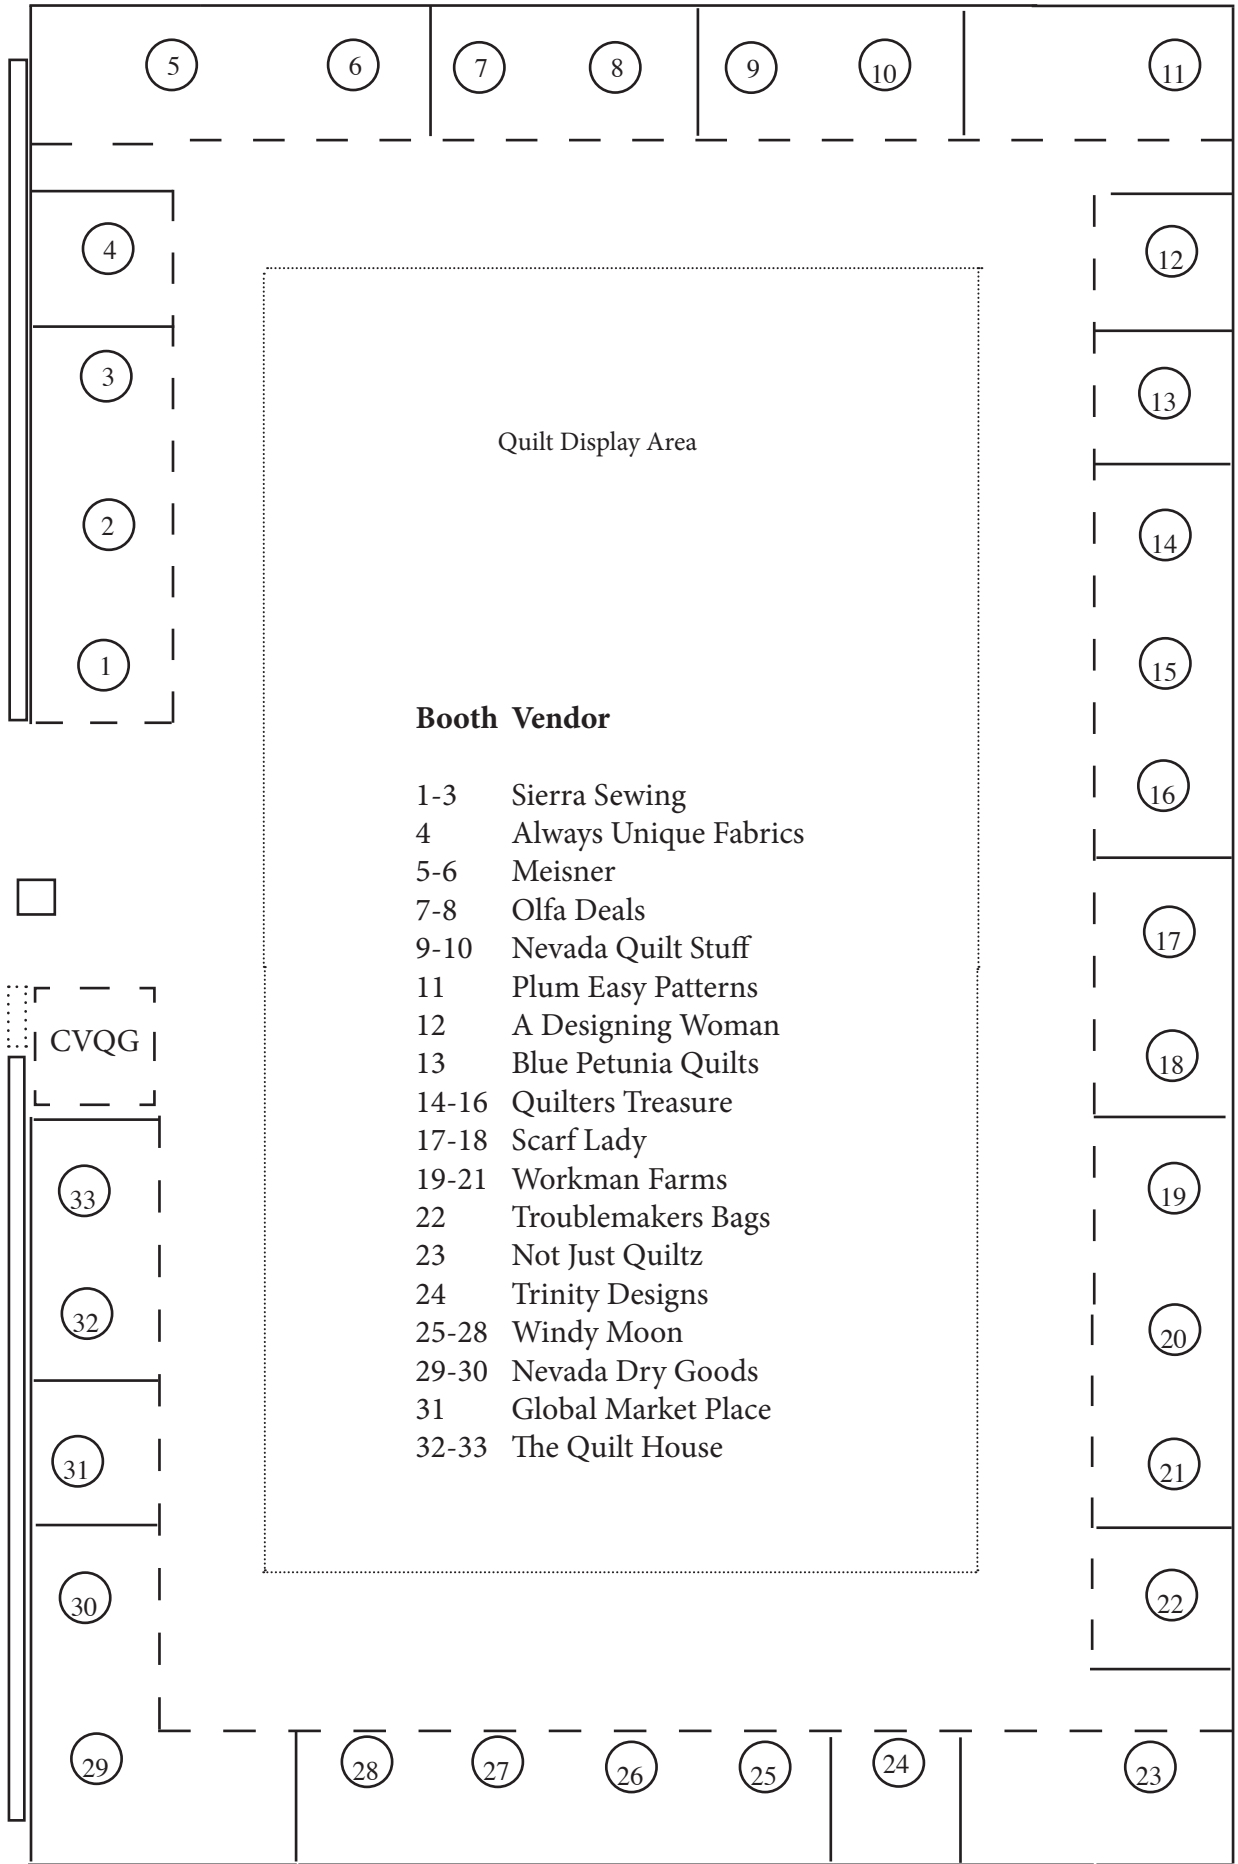 5 6 7 8 9 10 11
4
12
3
13
Quilt Display Area
2
14
1
15
Booth Vendor
16
1-3 Sierra Sewing
4 Always Unique Fabrics
5-6 Meisner
7-8 Olfa Deals
9-10 Nevada Quilt Stuff
11 Plum Easy Patterns
12 A Designing Woman
13 Blue Petunia Quilts
14-16 Quilters Treasure
17-18 Scarf Lady
19-21 Workman Farms
22 Troublemakers Bags
23 Not Just Quiltz
24 Trinity Designs
25-28 Windy Moon
29-30 Nevada Dry Goods
31 Global Market Place
32-33 The Quilt House
17
CVQG
18
33
19
32
20
31
21
30
22
29 28 27 26 25 24 23